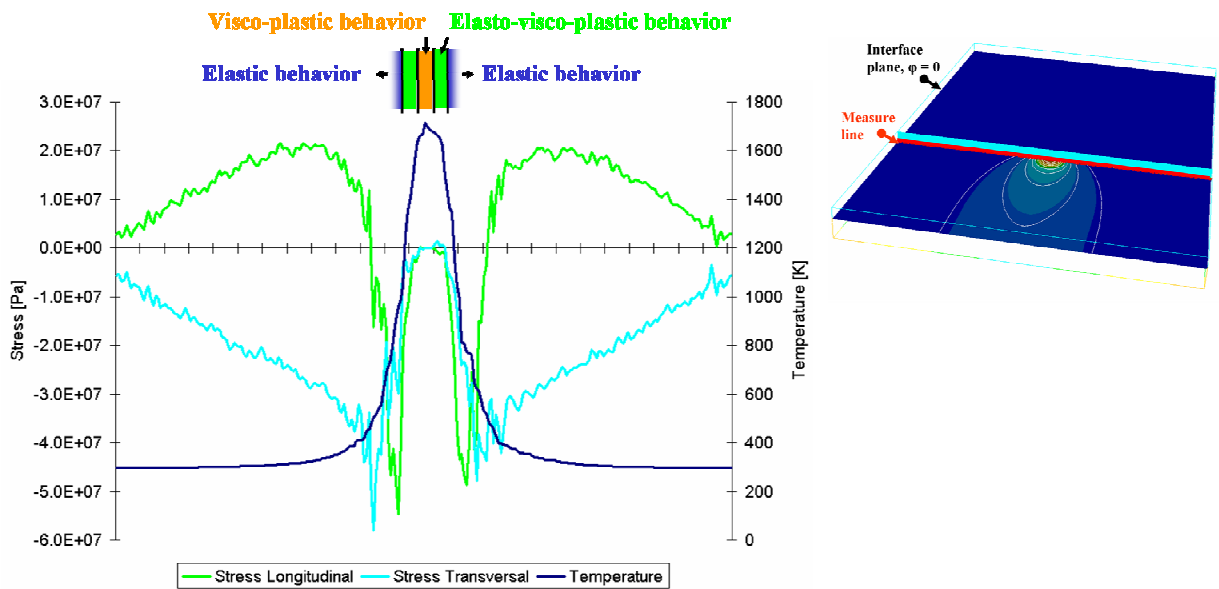 Visco-plastic behavior
Elasto-visco-plastic behavior
Elastic behavior
Elastic behavior
Interface
plane, φ = 0
Measure
line
Stress [Pa]
3.0E+07
2.0E+07
1.0E+07
0.0E+00
-1.0E+07
-2.0E+07
-3.0E+07
-4.0E+07
-5.0E+07
-6.0E+07
1800
1600
1400
1200
1000
800
600
400
200
0
Temperature [K]
Stress Longitudinal
Stress Transversal
Temperature